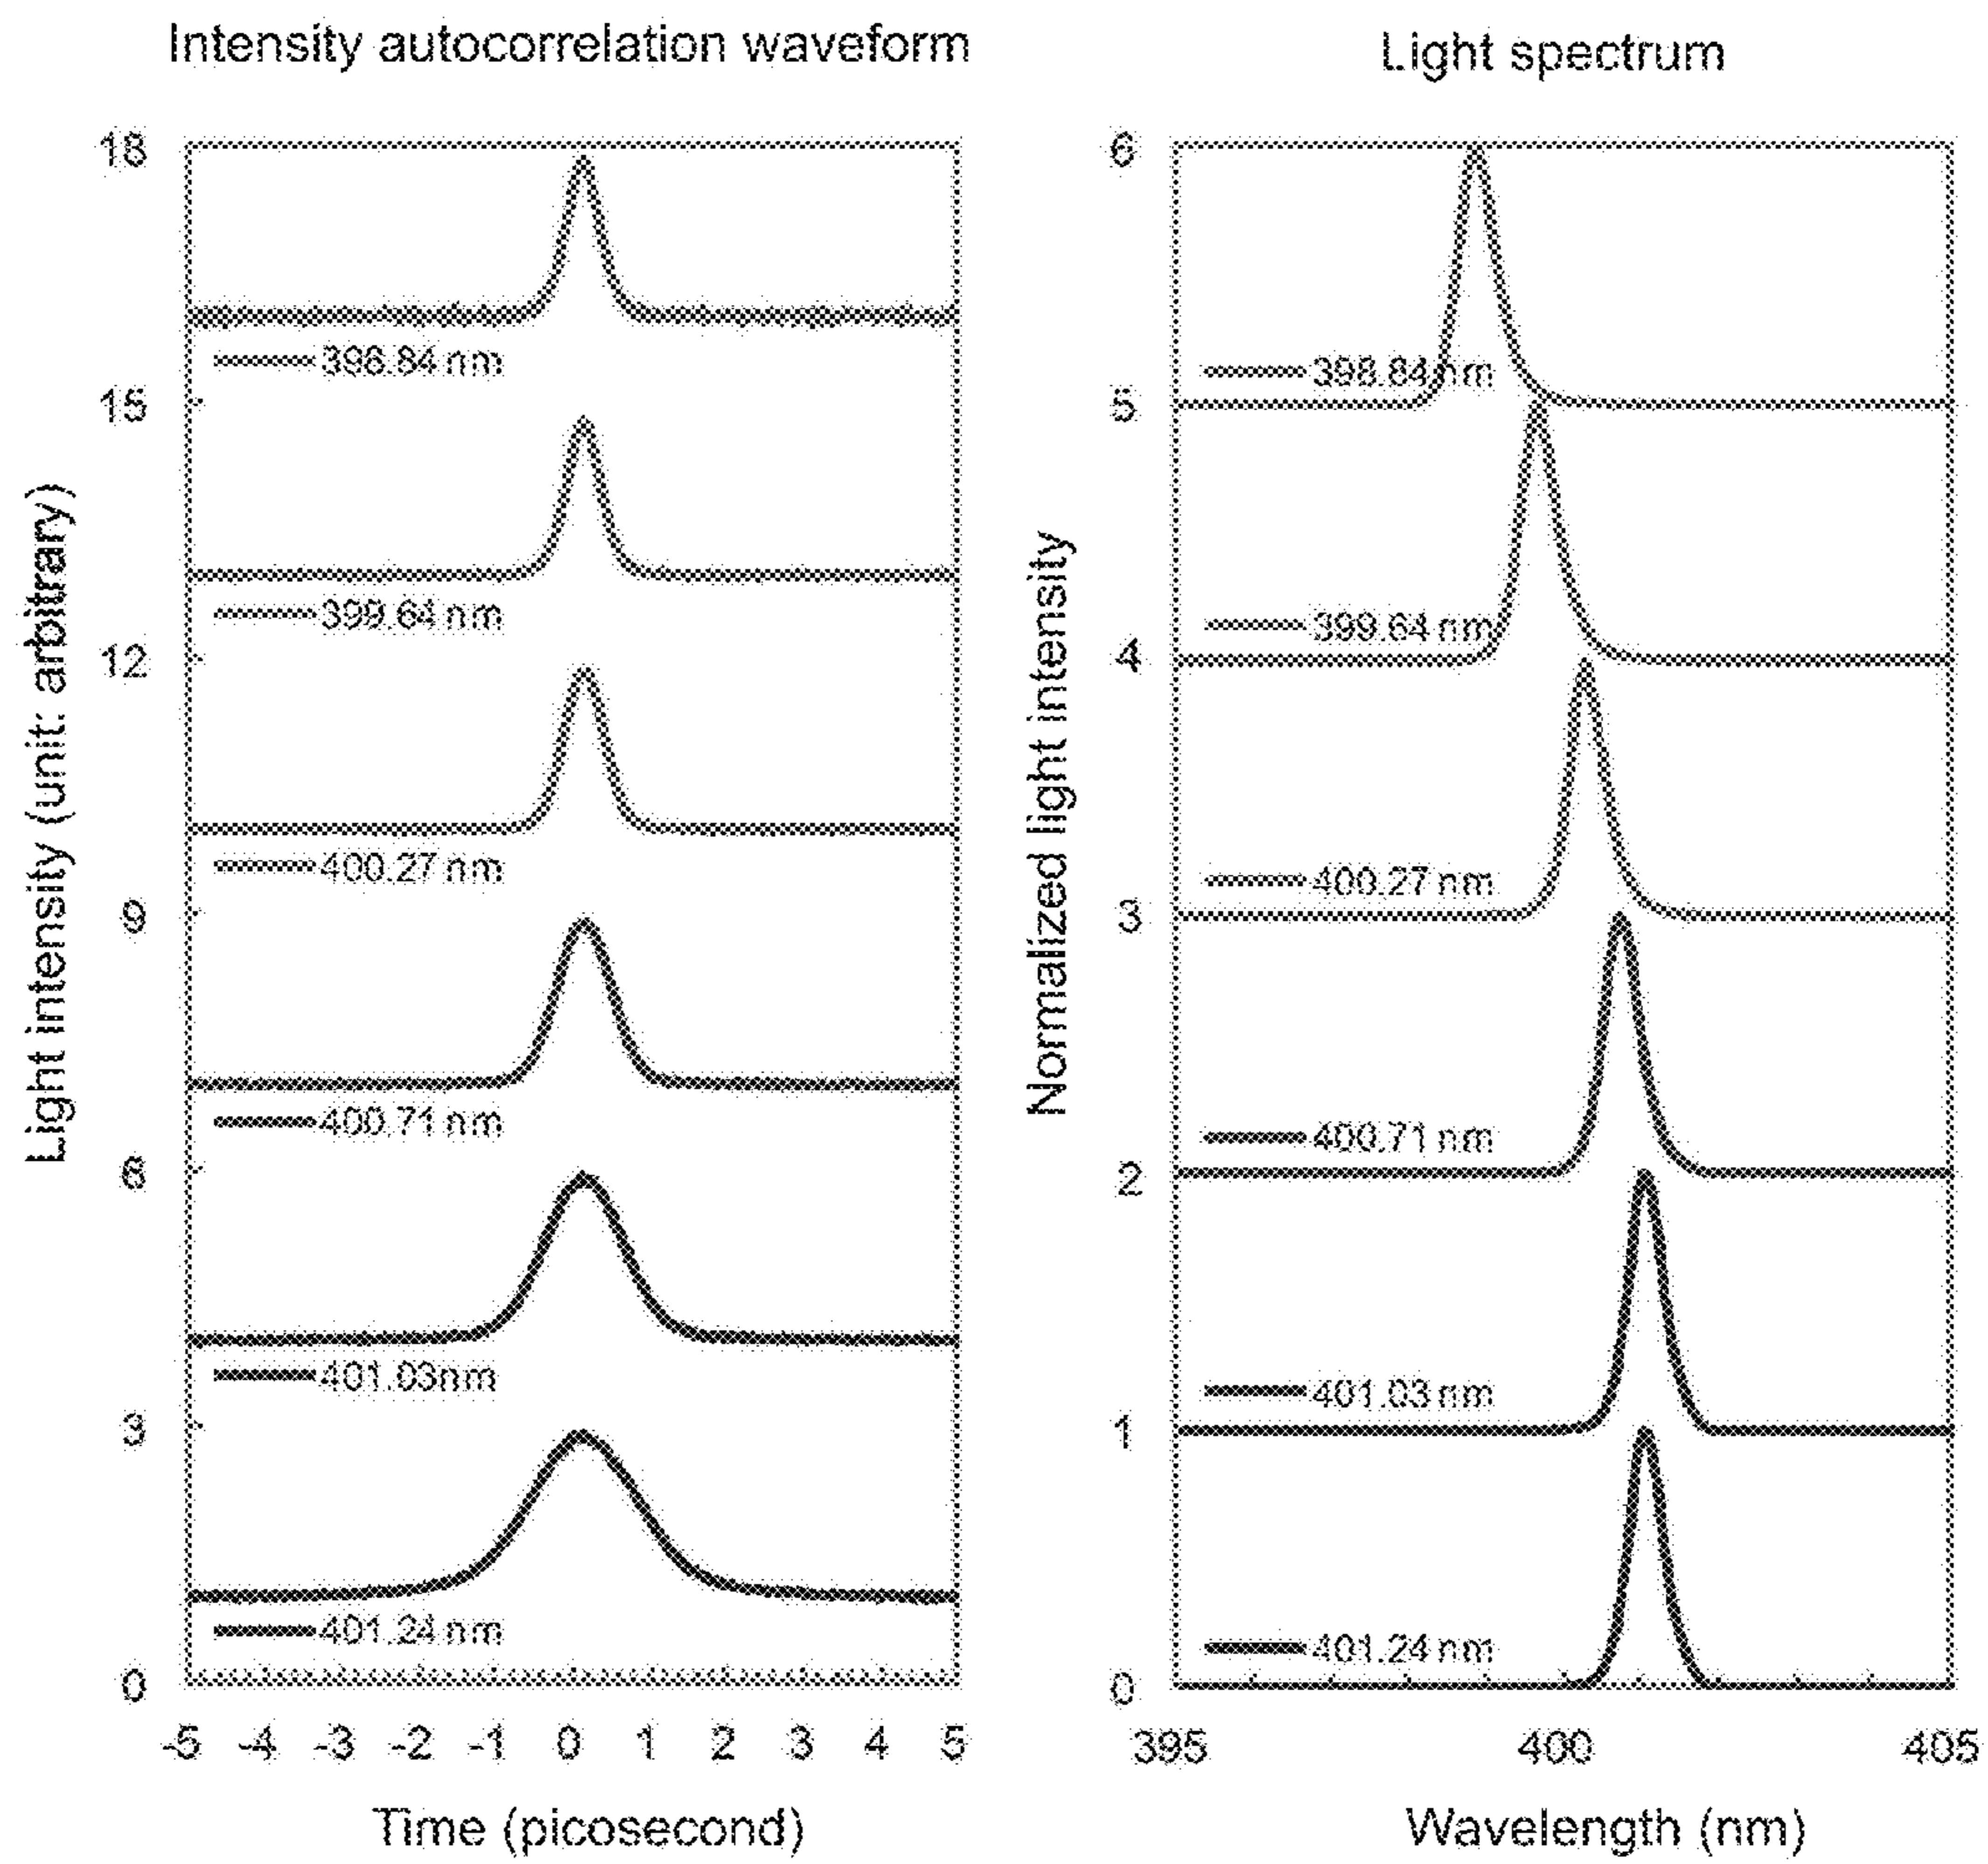 Intensity autocorrelation waveform
Light intensity (unit: arbitrary)
18
15
12
9
6
3
0
398.84 nm
399.64 nm
400.27 nm
400.71 nm
401.03nm
401.24 nm
-5 -4 -3 -2 -1 0 1 2 3 4 5
Time (picosecond)
Light spectrum
Normalized light intensity
6
5
4
3
2
1
0
398.84 nm
399.64 nm
400.27 nm
400.71 nm
401.03 nm
401.24 nm
395 400 405
Wavelength (nm)